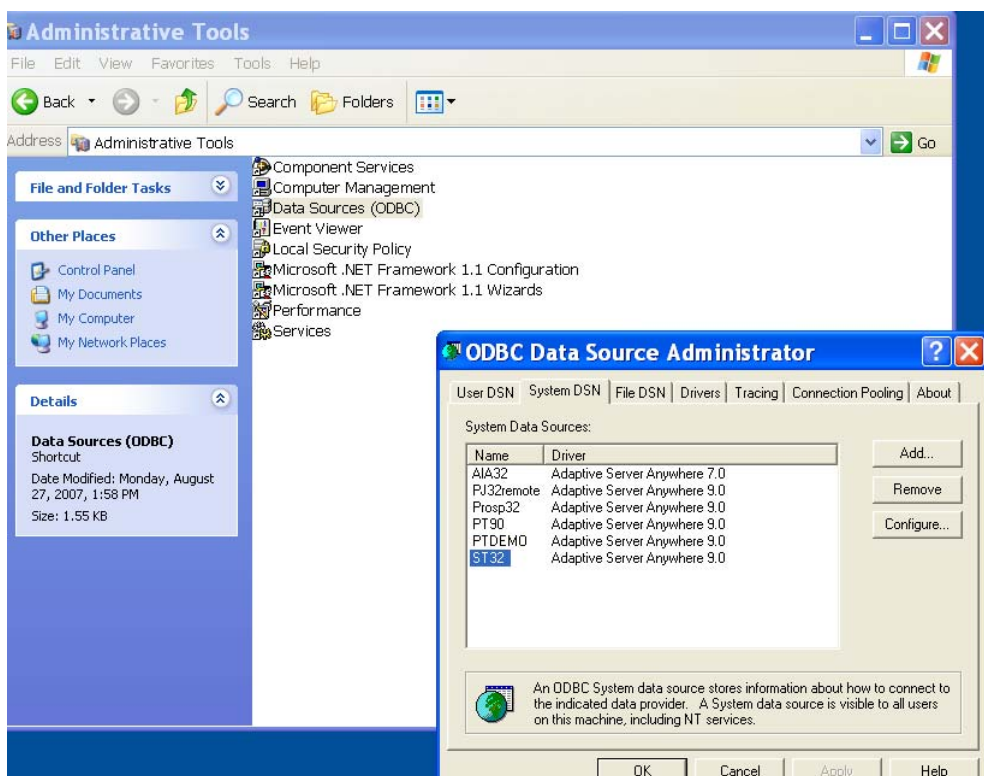 Administrative Tools
File Edit View Favorites Tools Help
Back Search Folders
Address Administrative Tools Go
File and Folder Tasks
Other Places
Control Panel
My Documents
My Computer
My Network Places
Details
Data Sources (ODBC)
Shortcut
Date Modified: Monday, August
27, 2007, 1:58 PM
Size: 1.55 KB
Component Services
Computer Management
Data Sources (ODBC)
Event Viewer
Local Security Policy
Microsoft .NET Framework 1.1 Configuration
Microsoft .NET Framework 1.1 Wizards
Performance
Services
ODBC Data Source Administrator
User DSN System DSN File DSN Drivers Tracing Connection Pooling About
System Data Sources:
Name Driver
AIA32 Adaptive Server Anywhere 7.0
PJ32remote Adaptive Server Anywhere 9.0
Prosp32 Adaptive Server Anywhere 9.0
PT90 Adaptive Server Anywhere 9.0
PTDEMO Adaptive Server Anywhere 9.0
ST32 Adaptive Server Anywhere 9.0
Add...
Remove
Configure...
An ODBC System data source stores information about how to connect to
the indicated data provider. A System data source is visible to all users
on this machine, including NT services.
OK Cancel Apply Help